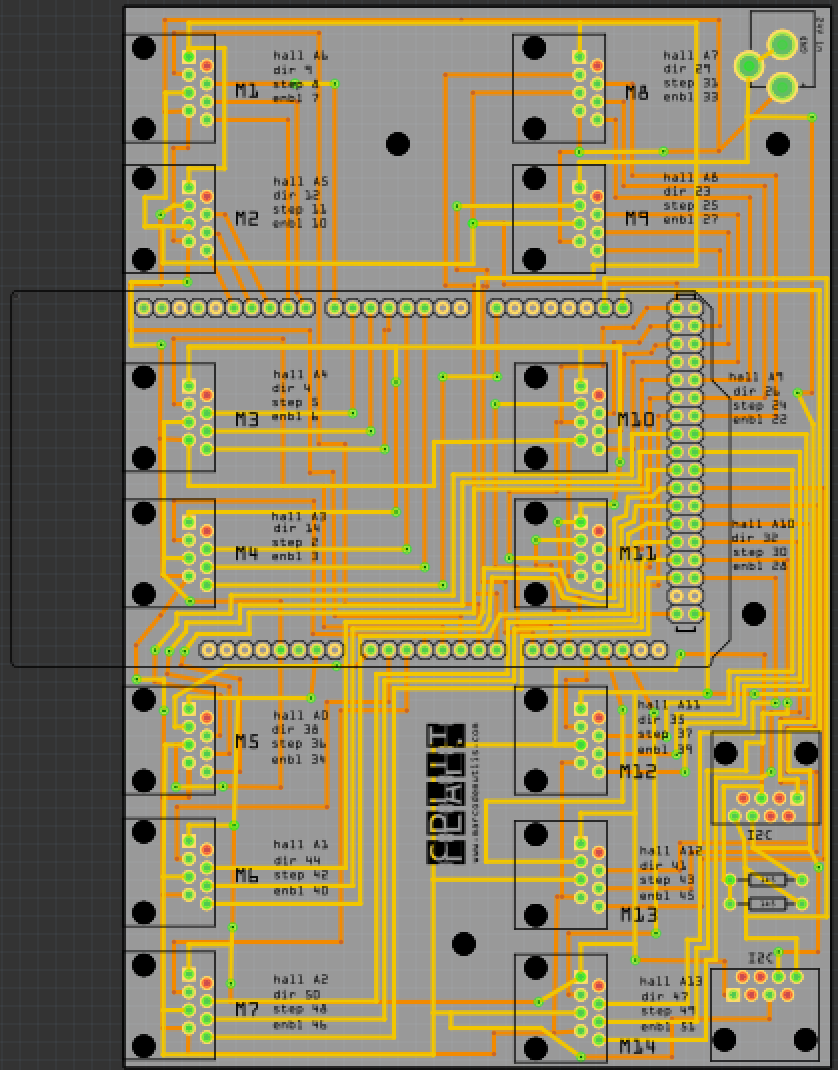 hall A6
dir 9
step 8
enbl 7
M1
hall A7
dir 29
step 31
enbl 33
M8
GND
hall A5
dir 12
step 11
enbl 10
M2
hall A8
dir 23
step 25
enbl 27
M9
hall A4
dir 4
step 5
enbl 6
M3
hall A9
dir 26
step 24
enbl 22
M10
hall A3
dir 14
step 2
enbl 3
M4
hall A10
dir 32
step 30
enbl 28
M11
hall A0
dir 38
step 36
enbl 34
M5
hall A11
dir 35
step 37
enbl 39
M12
I2C
hall A1
dir 44
step 42
enbl 40
M6
hall A12
dir 41
step 43
enbl 45
M13
1k5
1k5
hall A2
dir 50
step 48
enbl 46
M7
hall A13
dir 47
step 49
enbl 51
M14
I2C